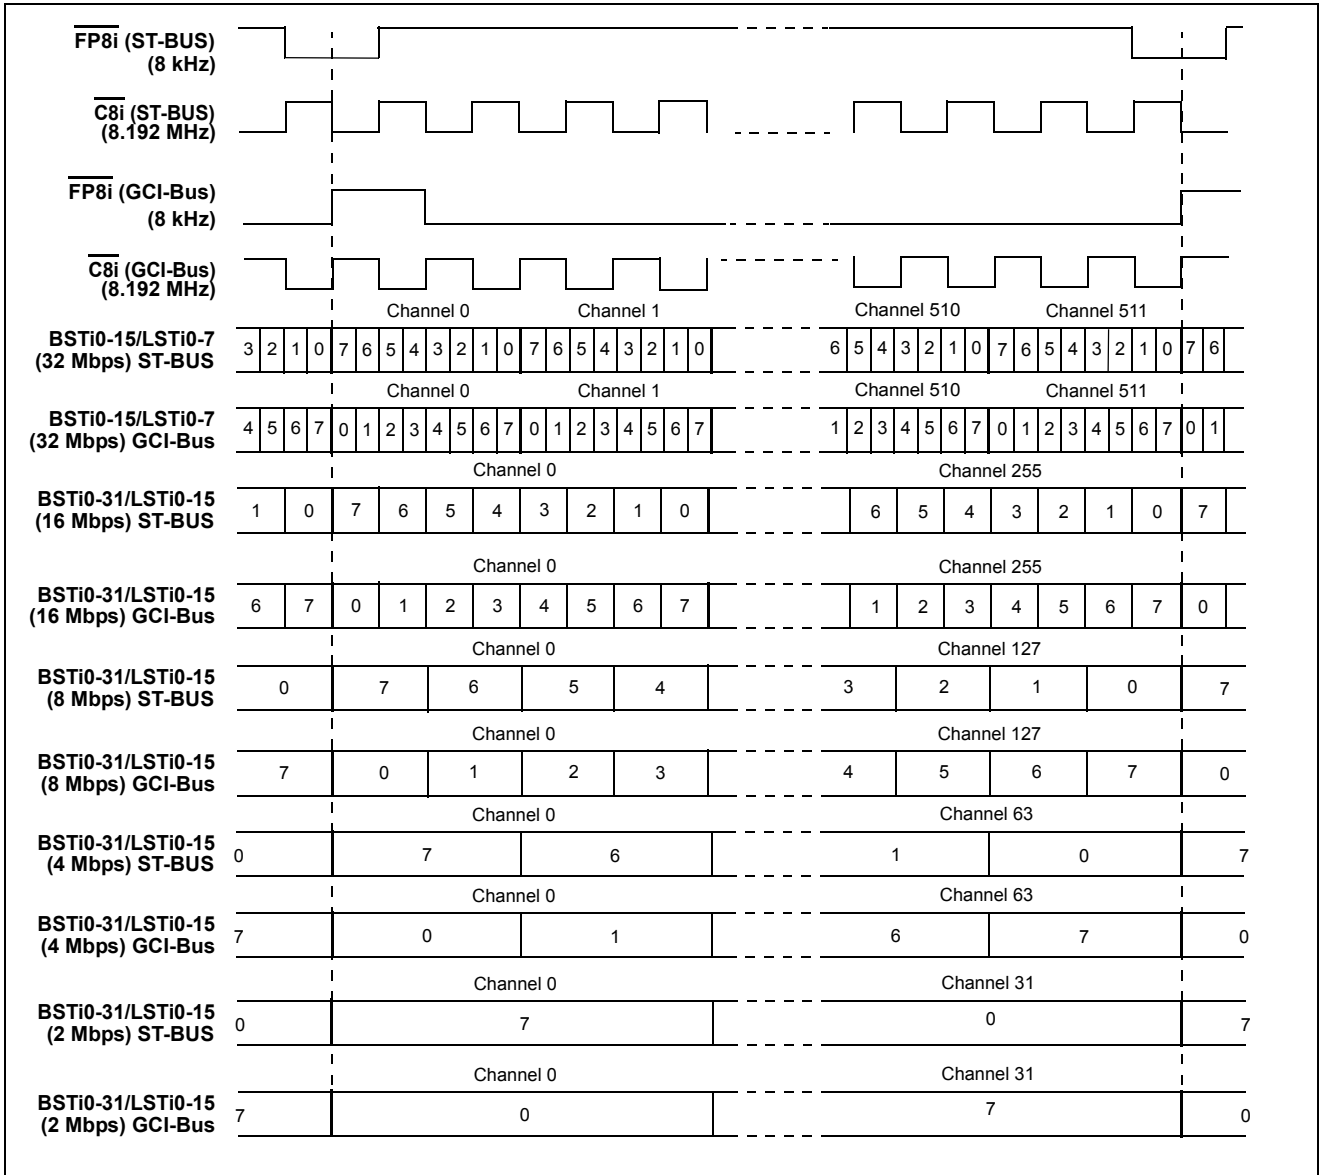 FP8i (ST-BUS)
(8 kHz)
C8i (ST-BUS)
(8.192 MHz)
FP8i (GCI-Bus)
(8 kHz)
C8i (GCI-Bus)
(8.192 MHz)
Channel 0 Channel 1 Channel 510 Channel 511
BSTi0-15/LSTi0-7
(32 Mbps) ST-BUS
3 2 1 0 7 6 5 4 3 2 1 0 7 6 5 4 3 2 1 0 6 5 4 3 2 1 0 7 6 5 4 3 2 1 0 7 6
Channel 0 Channel 1 Channel 510 Channel 511
BSTi0-15/LSTi0-7
(32 Mbps) GCI-Bus
4 5 6 7 0 1 2 3 4 5 6 7 0 1 2 3 4 5 6 7 1 2 3 4 5 6 7 0 1 2 3 4 5 6 7 0 1
Channel 0 Channel 255
BSTi0-31/LSTi0-15
(16 Mbps) ST-BUS
1 0 7 6 5 4 3 2 1 0 6 5 4 3 2 1 0 7
Channel 0 Channel 255
BSTi0-31/LSTi0-15
(16 Mbps) GCI-Bus
6 7 0 1 2 3 4 5 6 7 1 2 3 4 5 6 7 0
Channel 0 Channel 127
BSTi0-31/LSTi0-15
(8 Mbps) ST-BUS
0 7 6 5 4 3 2 1 0 7
Channel 0 Channel 127
BSTi0-31/LSTi0-15
(8 Mbps) GCI-Bus
7 0 1 2 3 4 5 6 7 0
Channel 0 Channel 63
BSTi0-31/LSTi0-15
(4 Mbps) ST-BUS
0 7 6 1 0 7
Channel 0 Channel 63
BSTi0-31/LSTi0-15
(4 Mbps) GCI-Bus
7 0 1 6 7 0
Channel 0 Channel 31
BSTi0-31/LSTi0-15
(2 Mbps) ST-BUS
0 7 0 7
Channel 0 Channel 31
BSTi0-31/LSTi0-15
(2 Mbps) GCI-Bus
7 0 7 0